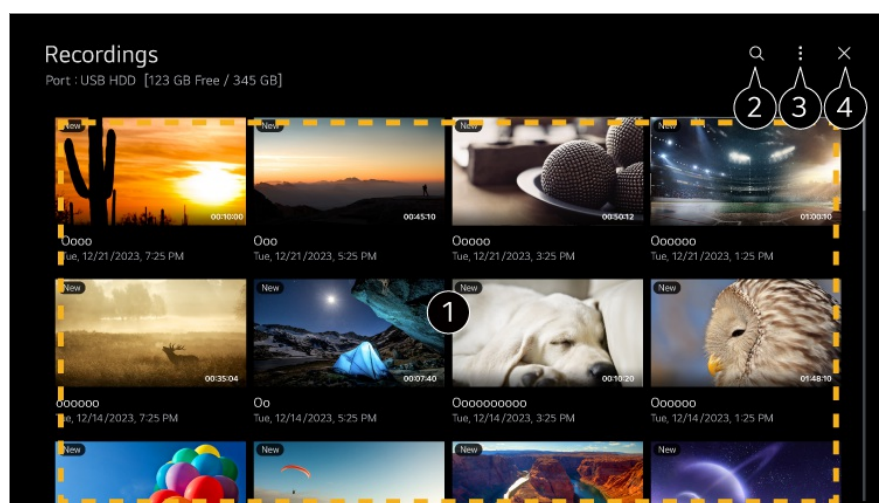 Recordings
Port : USB HDD [123 GB Free / 345 GB]
2 3 4
New New New New
00:10:00 00:45:10 00:50:12 01:00:10
Oooo Ooo Ooooo Oooooo
Tue, 12/21/2023, 7:25 PM Tue, 12/21/2023, 5:25 PM Tue, 12/21/2023, 3:25 PM Tue, 12/21/2023, 1:25 PM
New New New New
1
00:35:04 00:07:40 00:10:20 01:48:10
oooooo Oo Oooooooooo Oooooo
Tue, 12/14/2023, 7:25 PM Tue, 12/14/2023, 5:25 PM Tue, 12/14/2023, 3:25 PM Tue, 12/14/2023, 1:25 PM
New New New New